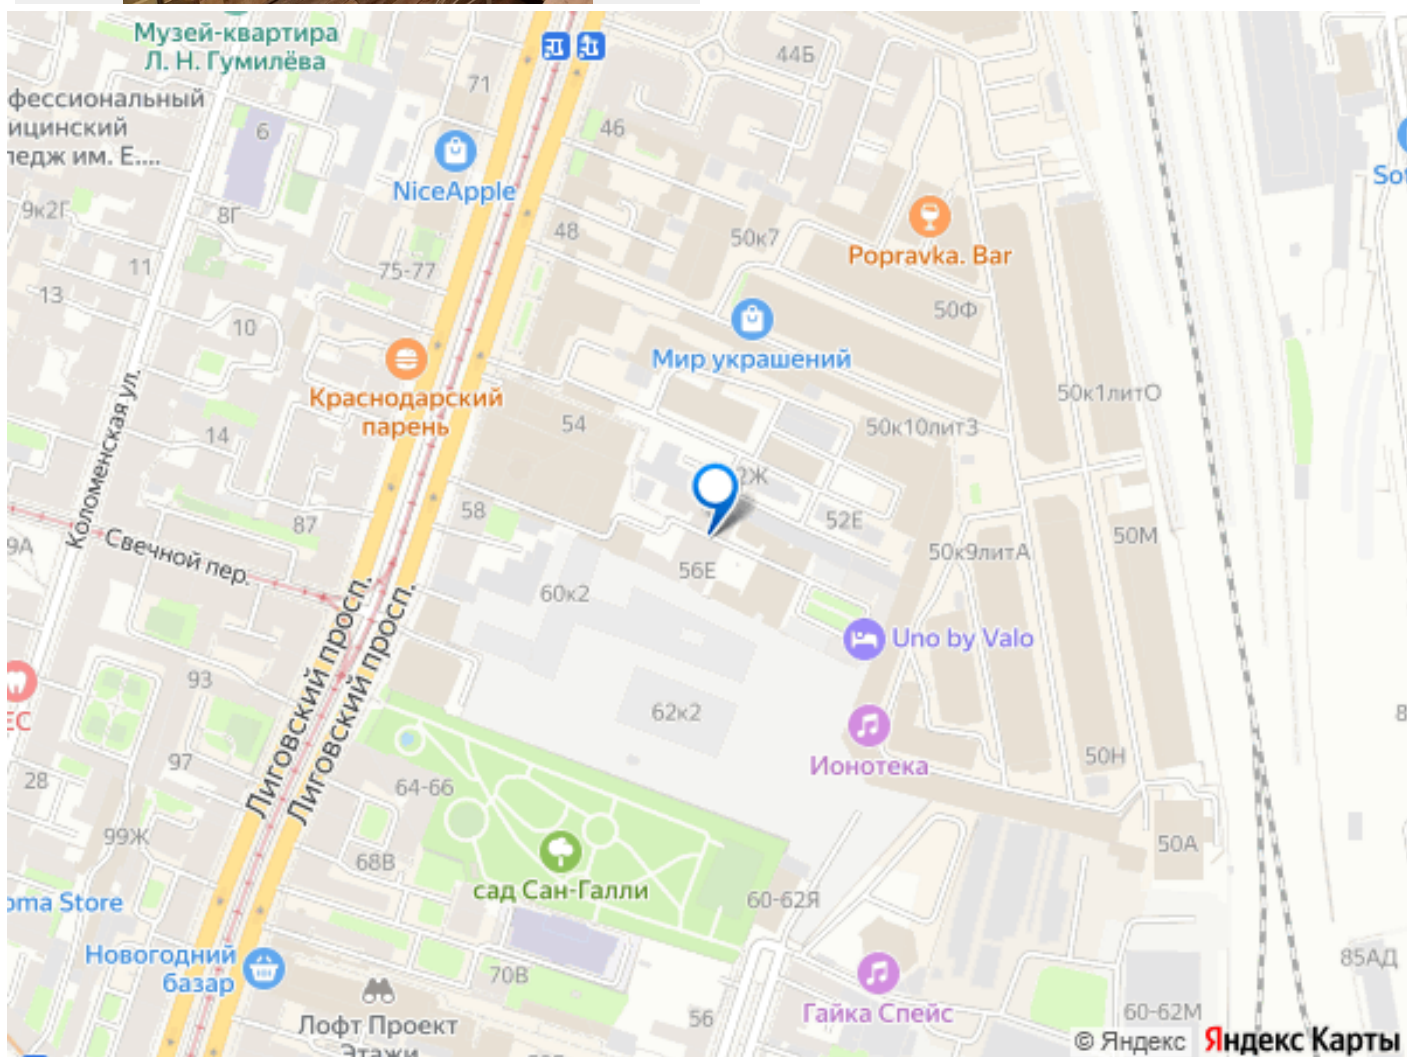 Музей-квартира
Л. Н. Гумилёва
44Б
71
фессиональный
ицинский
ледж им. Е....
6
46
NiceApple
9к2Г
8Г
48
50к7
Popravka. Bar
Sof
11
75-77
13
50Ф
10
Мир украшений
Краснодарский
парень
50к1литО
14
54
50к10литЗ
Коломенская ул.
2Ж
58
52Е
87
9А
Свечной пер.
50М
50к9литА
56Е
60к2
Лиговский просп.
Лиговский просп.
Uno by Valo
93
ЕС
62к2
8
97
Ионотека
50Н
28
64-66
99Ж
68В
50А
сад Сан-Галли
60-62Я
oma Store
Новогодний
базар
70В
85АД
Гайка Спейс
60-62М
56
Лофт Проект
Этажи
© Яндекс Яндекс Карты